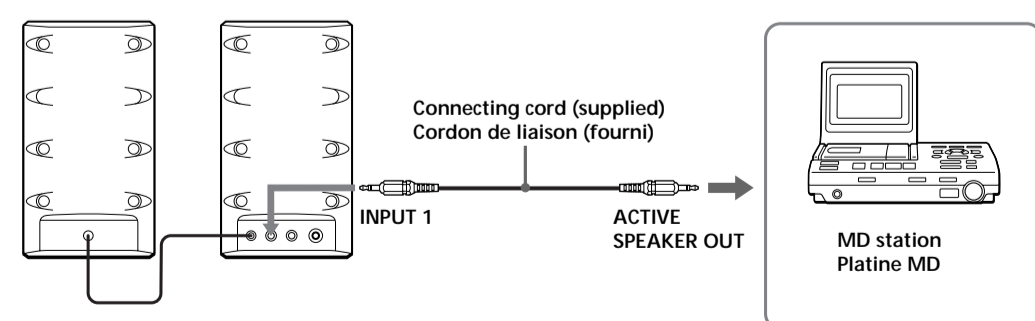 Connecting cord (supplied)
Cordon de liaison (fourni)
INPUT 1
ACTIVE
SPEAKER OUT
MD station
Platine MD